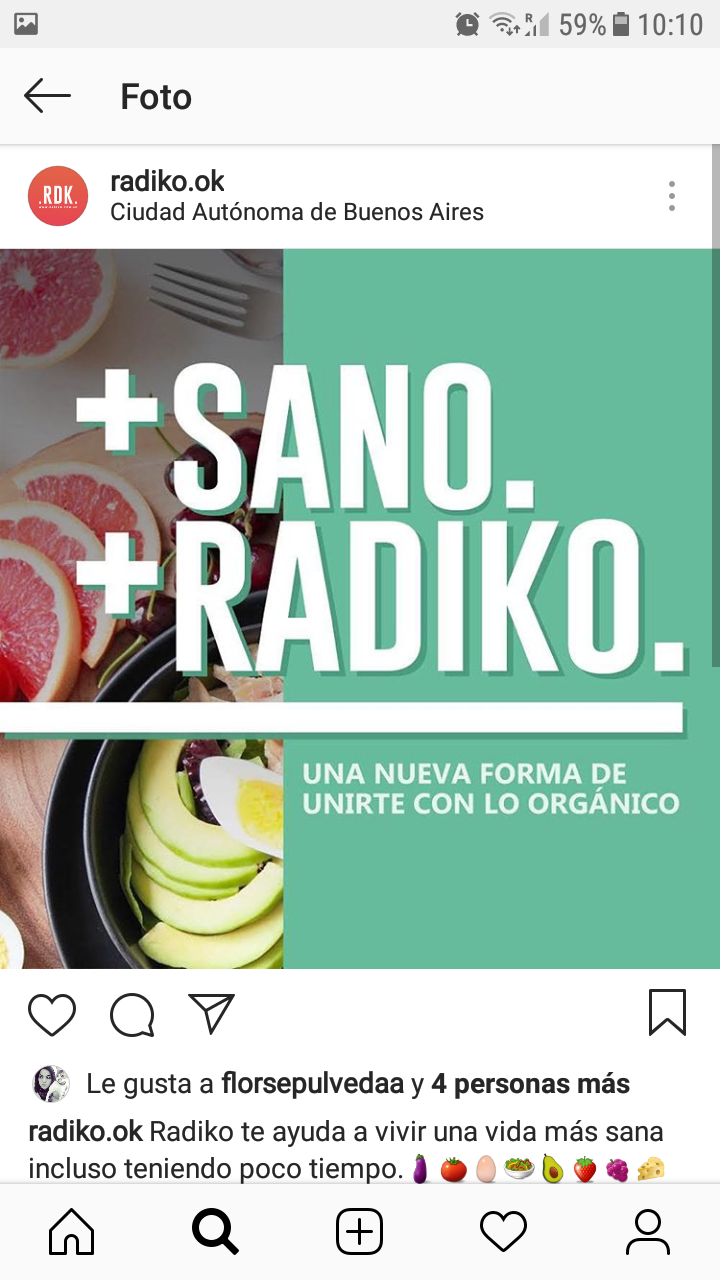 59% 10:10
Foto
.RDK.
radiko.ok
Ciudad Autónoma de Buenos Aires
+SANO.
+RADIKO.
UNA NUEVA FORMA DE
UNIRTE CON LO ORGÁNICO
Le gusta a florsepulvedaa y 4 personas más
radiko.ok Radiko te ayuda a vivir una vida más sana
incluso teniendo poco tiempo. 🍆🍅🥚🥗🥑🍓🍇🧀